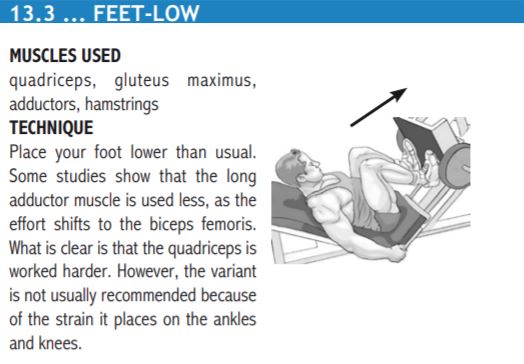 13.3 ... FEET-LOW
MUSCLES USED
quadriceps, gluteus maximus,
adductors, hamstrings
TECHNIQUE
Place your foot lower than usual.
Some studies show that the long
adductor muscle is used less, as the
effort shifts to the biceps femoris.
What is clear is that the quadriceps is
worked harder. However, the variant
is not usually recommended because
of the strain it places on the ankles
and knees.